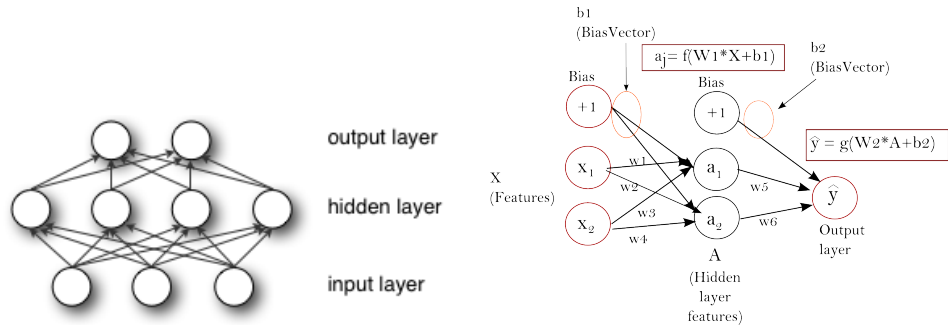 output layer
hidden layer
input layer
b1
(BiasVector)
aj= f(W1*X+b1)
b2
(BiasVector)
Bias
+1
Bias
+1
ŷ = g(W2*A+b2)
X
(Features)
x1
w1
w2
a1
w5
ŷ
x2
w3
w4
a2
w6
Output
layer
A
(Hidden
layer
features)